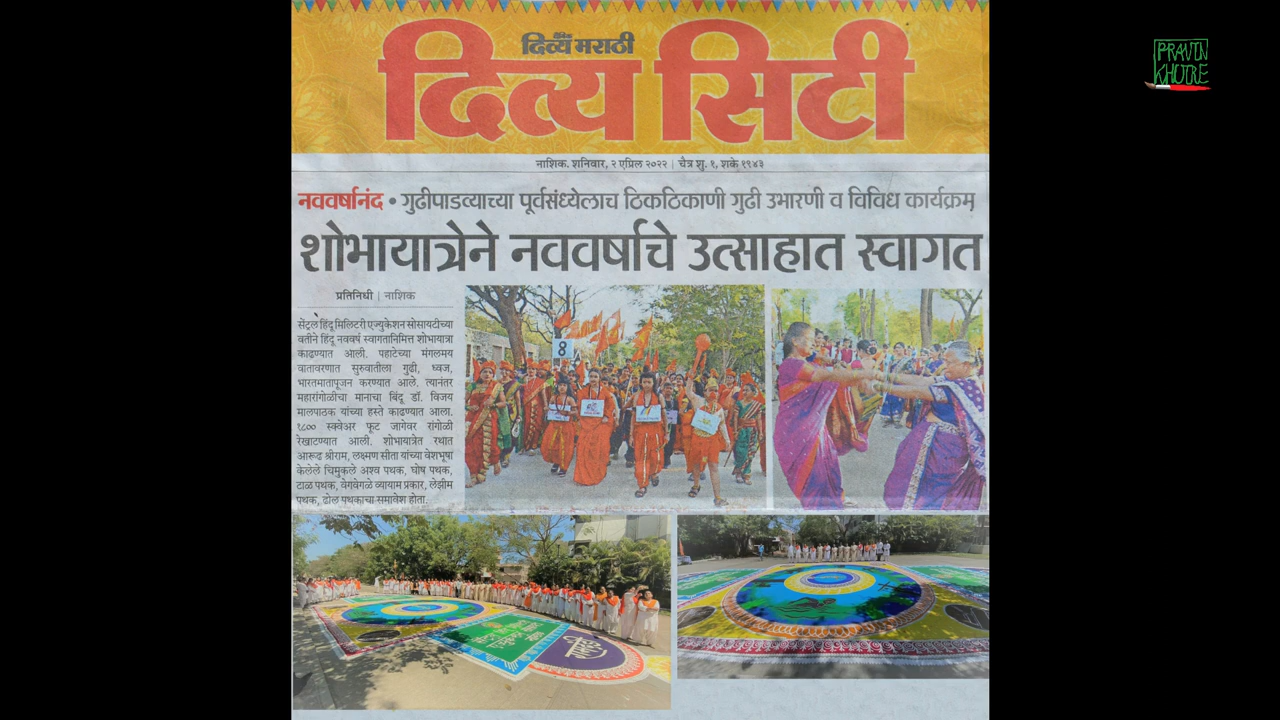 दैनिक
दिव्य मराठी
दिव्य सिटी
PRAVIN
KHUTRE
नाशिक. शनिवार, २ एप्रिल २०२२ | चैत्र शु. १, शके १९४३
नववर्षानंद • गुढीपाडव्याच्या पूर्वसंध्येलाच ठिकठिकाणी गुढी उभारणी व विविध कार्यक्रम
शोभायात्रेने नववर्षाचे उत्साहात स्वागत
प्रतिनिधी | नाशिक
सेंट्रल हिंदू मिलिटरी एज्युकेशन सोसायटीच्या
वतीने हिंदू नववर्ष स्वागतानिमित्त शोभायात्रा
काढण्यात आली. पहाटेच्या मंगलमय
वातावरणात सुरुवातीला गुढी, ध्वज,
भारतमातापूजन करण्यात आले. त्यानंतर
महारांगोळीचा मानाचा बिंदू डॉ. विजय
मालपाठक यांच्या हस्ते काढण्यात आला.
१८०० स्क्वेअर फूट जागेवर रांगोळी
रेखाटण्यात आली. शोभायात्रेत रथात
आरूढ श्रीराम, लक्ष्मण सीता यांच्या वेशभूषा
केलेले चिमुकले अश्व पथक, घोष पथक,
टाळ पथक, वेगवेगळे व्यायाम प्रकार, लेझीम
पथक, ढोल पथकाचा समावेश होता.
8